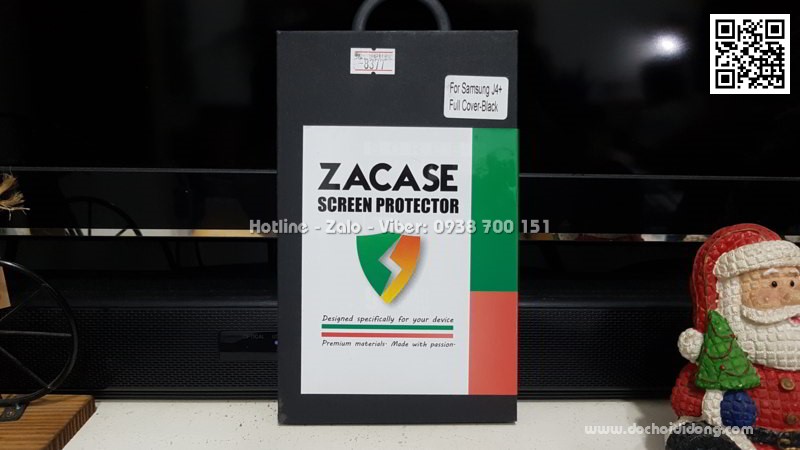 For Samsung J4+
Full Cover-Black
ZACASE
SCREEN PROTECTOR
Hotline - Zalo - Viber: 0938 700 151
Designed specifically for your device
Premium materials. Made with passion.
www.dochoididong.com